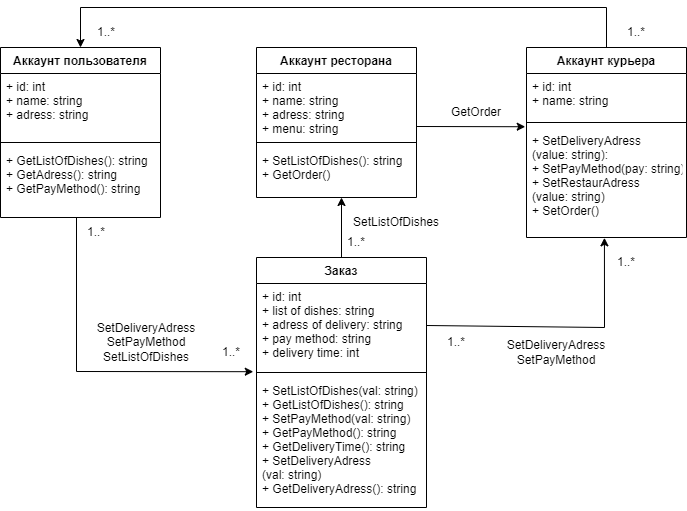 1..*
1..*
Аккаунт пользователя
+ id: int
+ name: string
+ adress: string
+ GetListOfDishes(): string
+ GetAdress(): string
+ GetPayMethod(): string
Аккаунт ресторана
+ id: int
+ name: string
+ adress: string
+ menu: string
+ SetListOfDishes(): string
+ GetOrder()
GetOrder
Аккаунт курьера
+ id: int
+ name: string
+ SetDeliveryAdress
(value: string):
+ SetPayMethod(pay: string)
+ SetRestaurAdress
(value: string)
+ SetOrder()
1..*
SetListOfDishes
1..*
1..*
SetDeliveryAdress
SetPayMethod
SetListOfDishes
1..*
Заказ
+ id: int
+ list of dishes: string
+ adress of delivery: string
+ pay method: string
+ delivery time: int
+ SetListOfDishes(val: string)
+ GetListOfDishes(): string
+ SetPayMethod(val: string)
+ GetPayMethod(): string
+ GetDeliveryTime(): string
+ SetDeliveryAdress
(val: string)
+ GetDeliveryAdress(): string
1..*
SetDeliveryAdress
SetPayMethod